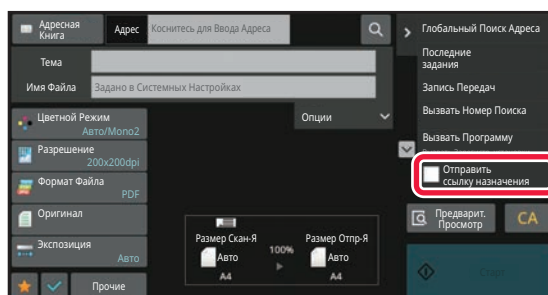 Адресная
Книга
Адрес
Коснитесь для Ввода Адреса
Тема
Имя Файла
Задано в Системных Настройках
Цветной Режим
Авто/Mono2
Разрешение
200x200dpi
Формат Файла
PDF
Оригинал
Экспозиция
Авто
Прочие
Опции
Размер Скан-Я
Авто
A4
100%
Размер Отпр-Я
Авто
A4
Глобальный Поиск Адреса
Последние
задания
Запись Передач
Вызвать Номер Поиска
Вызвать Программу
Отправить
ссылку назначения
Предварит.
Просмотр
CA